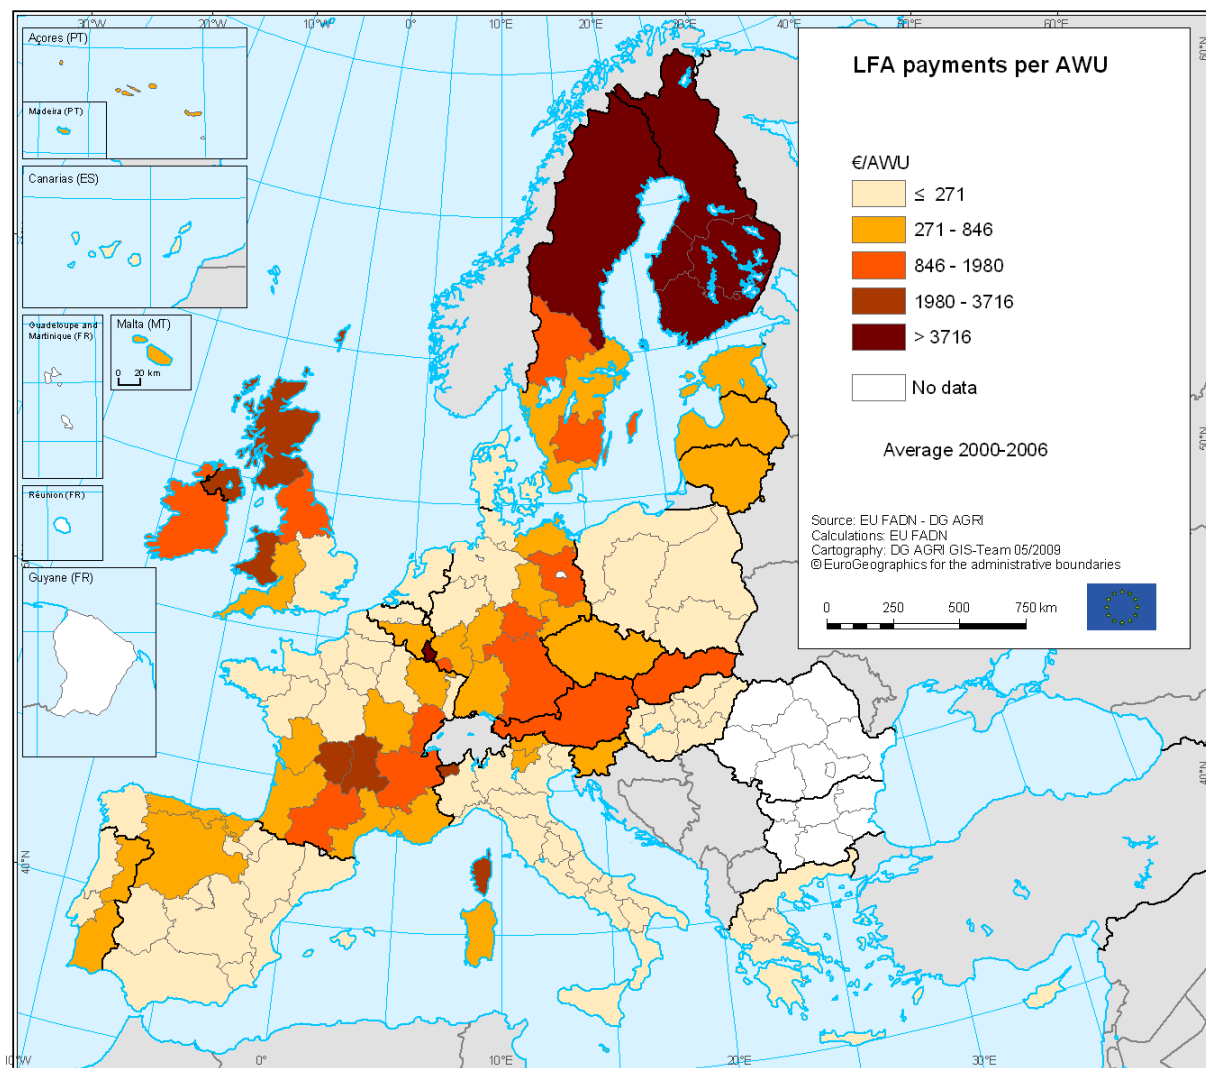 30°W
20°W
10°W
0°
10°E
20°E
30°E
40°E
50°E
60°E
60°N
50°N
40°N
40°N
10°W
0°
10°E
20°E
30°E
Açores (PT)
Madeira (PT)
Canarias (ES)
Guadeloupe and
Martinique (FR)
Malta (MT)
0 20 km
Réunion (FR)
Guyane (FR)
LFA payments per AWU
€/AWU
≤ 271
271 - 846
846 - 1980
1980 - 3716
> 3716
No data
Average 2000-2006
Source: EU FADN - DG AGRI
Calculations: EU FADN
Cartography: DG AGRI GIS-Team 05/2009
© EuroGeographics for the administrative boundaries
0 250 500 750 km